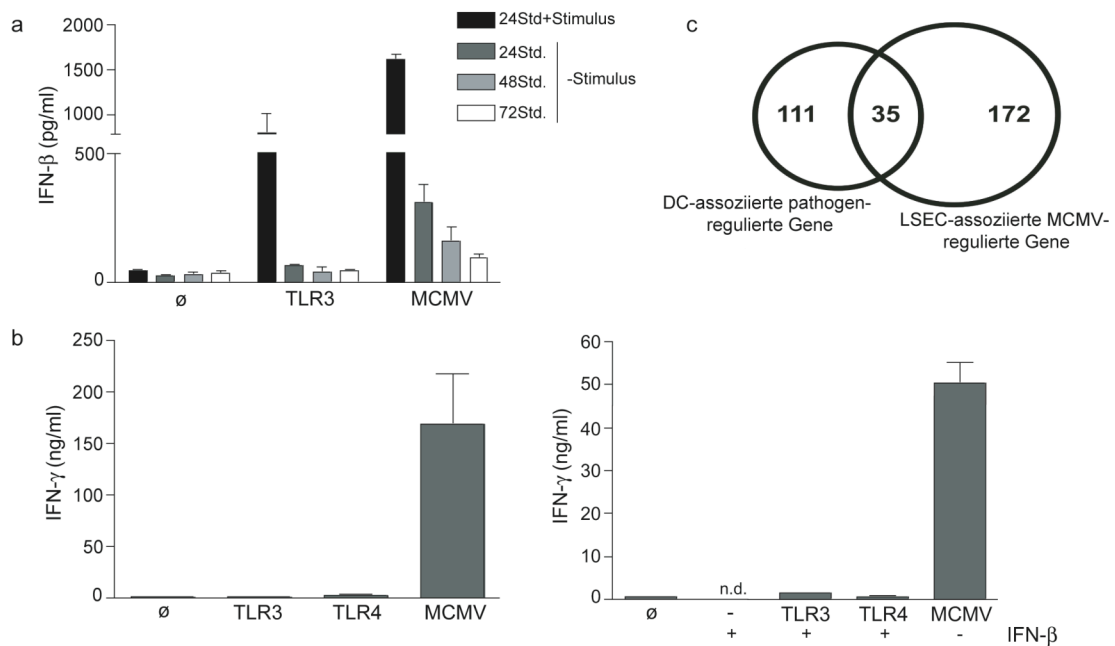 a
2000
1500
1000
500
0
IFN-β (pg/ml)
ø
TLR3
MCMV
24Std+Stimulus
24Std.
48Std.
72Std.
-Stimulus
c
111
35
172
DC-assoziierte pathogen-
regulierte Gene
LSEC-assoziierte MCMV-
regulierte Gene
b
250
200
150
100
50
0
IFN-γ (ng/ml)
ø
TLR3
TLR4
MCMV
60
50
40
30
20
10
0
IFN-γ (ng/ml)
n.d.
ø
-
TLR3
TLR4
MCMV
+
+
+
-
IFN-β